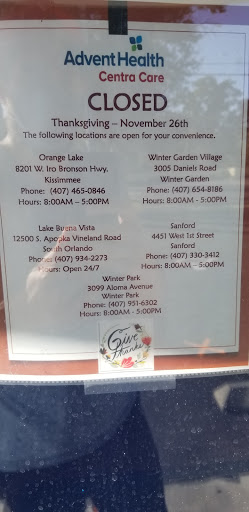 AdventHealth
Centra Care
CLOSED
Thanksgiving – November 26th
The following locations are open for your convenience.
Orange Lake
8201 W. Iro Bronson Hwy.
Kissimmee
Phone: (407) 465-0846
Hours: 8:00AM – 5:00PM
Winter Garden Village
3005 Daniels Road
Winter Garden
Phone: (407) 654-8186
Hours: 8:00AM – 5:00PM
Lake Buena Vista
12500 S. Apopka Vineland Road
South Orlando
Phone: (407) 934-2273
Hours: Open 24/7
Sanford
4451 West 1st Street
Sanford
Phone: (407) 330-3412
Hours: 8:00AM – 5:00PM
Winter Park
3099 Aloma Avenue
Winter Park
Phone: (407) 951-6302
Hours: 8:00AM - 5:00PM
Give
Thanks